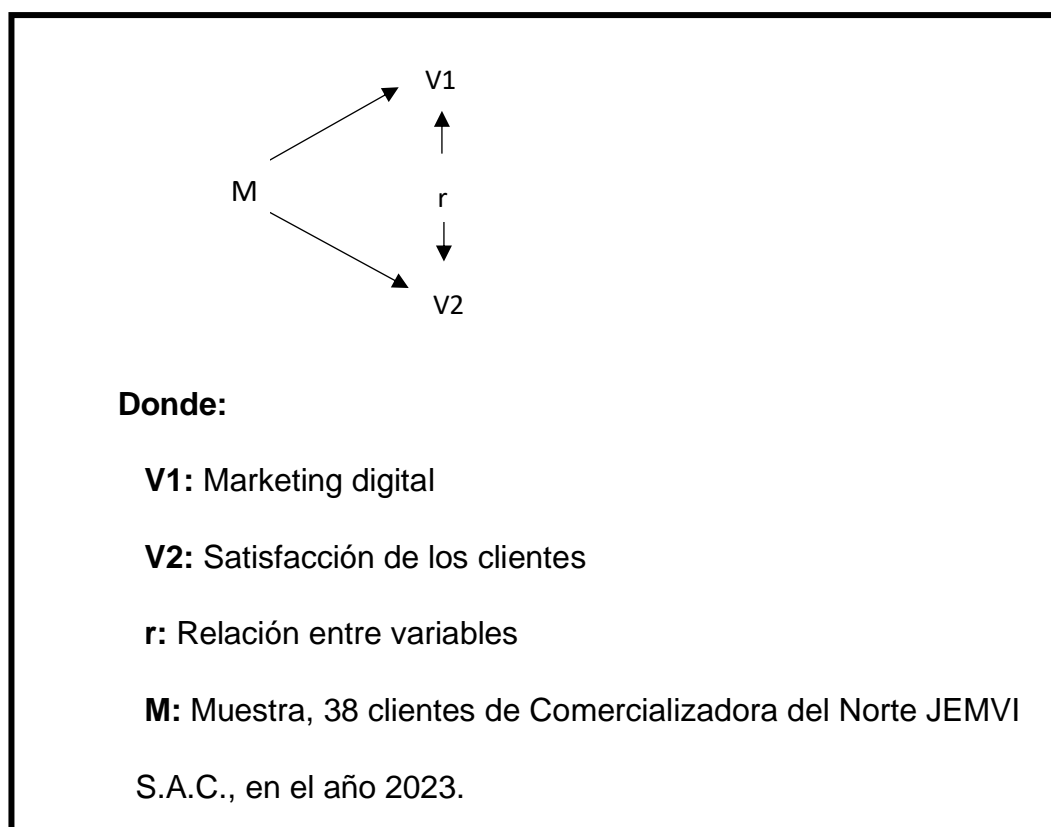 V1
M
r
V2
Donde:
V1: Marketing digital
V2: Satisfacción de los clientes
r: Relación entre variables
M: Muestra, 38 clientes de Comercializadora del Norte JEMVI
S.A.C., en el año 2023.